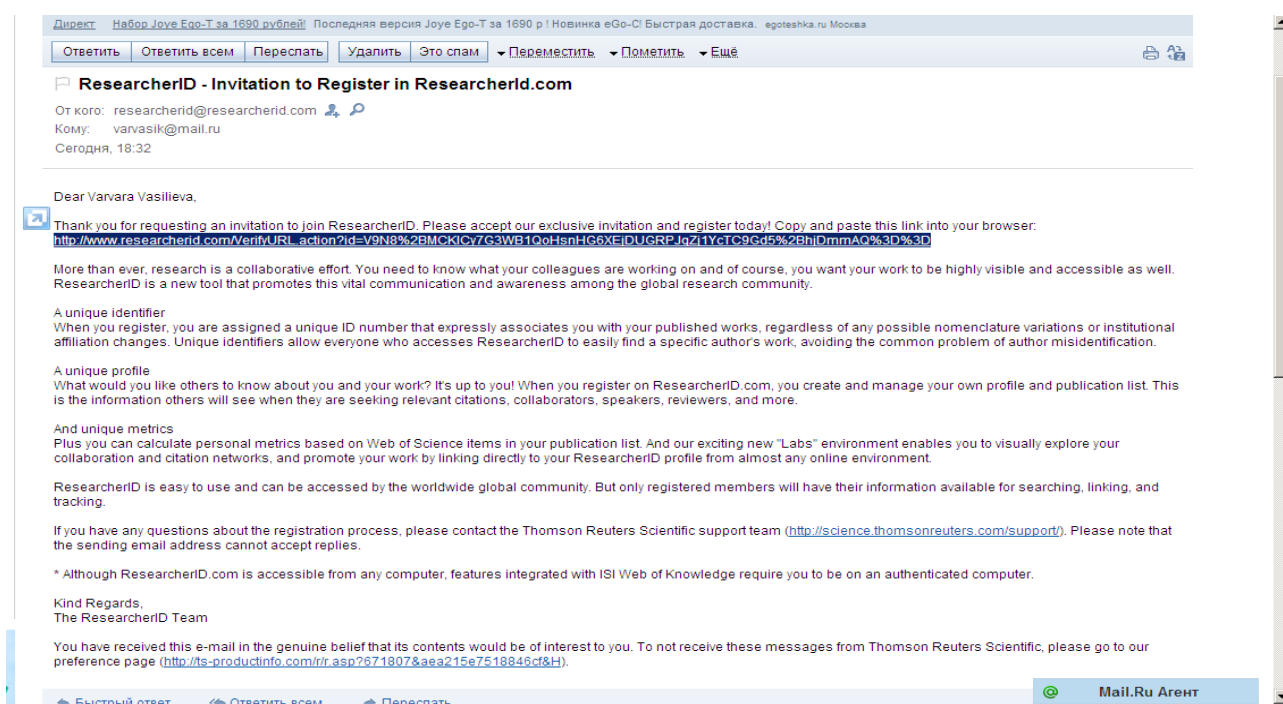 Директ Набор Joye Ego-T за 1690 рублей! Последняя версия Joye Ego-T за 1690 р ! Новинка eGo-C! Быстрая доставка. egoteshka.ru Москва
Ответить Ответить всем Переслать Удалить Это спам Переместить Пометить Ещё
ResearcherID - Invitation to Register in ResearcherId.com
От кого: researcherid@researcherid.com
Кому: varvasik@mail.ru
Сегодня, 18:32
Dear Varvara Vasilieva,
Thank you for requesting an invitation to join ResearcherID. Please accept our exclusive invitation and register today! Copy and paste this link into your browser:
http://www.researcherid.com/VerifyURL.action?id=V9N8%2BMCKICy7G3WB1QoHsnHG6XEjDUGRPJqZj1YcTC9Gd5%2BhjDmmAQ%3D%3D
More than ever, research is a collaborative effort. You need to know what your colleagues are working on and of course, you want your work to be highly visible and accessible as well.
ResearcherID is a new tool that promotes this vital communication and awareness among the global research community.
A unique identifier
When you register, you are assigned a unique ID number that expressly associates you with your published works, regardless of any possible nomenclature variations or institutional
affiliation changes. Unique identifiers allow everyone who accesses ResearcherID to easily find a specific author's work, avoiding the common problem of author misidentification.
A unique profile
What would you like others to know about you and your work? It's up to you! When you register on ResearcherID.com, you create and manage your own profile and publication list. This
is the information others will see when they are seeking relevant citations, collaborators, speakers, reviewers, and more.
And unique metrics
Plus you can calculate personal metrics based on Web of Science items in your publication list. And our exciting new "Labs" environment enables you to visually explore your
collaboration and citation networks, and promote your work by linking directly to your ResearcherID profile from almost any online environment.
ResearcherID is easy to use and can be accessed by the worldwide global community. But only registered members will have their information available for searching, linking, and
tracking.
If you have any questions about the registration process, please contact the Thomson Reuters Scientific support team (http://science.thomsonreuters.com/support/). Please note that
the sending email address cannot accept replies.
* Although ResearcherID.com is accessible from any computer, features integrated with ISI Web of Knowledge require you to be on an authenticated computer.
Kind Regards,
The ResearcherID Team
You have received this e-mail in the genuine belief that its contents would be of interest to you. To not receive these messages from Thomson Reuters Scientific, please go to our
preference page (http://ts-productinfo.com/r/r.asp?671807&aea215e7518846cf&H).
Быстрый ответ Ответить всем Переслать
@ Mail.Ru Агент